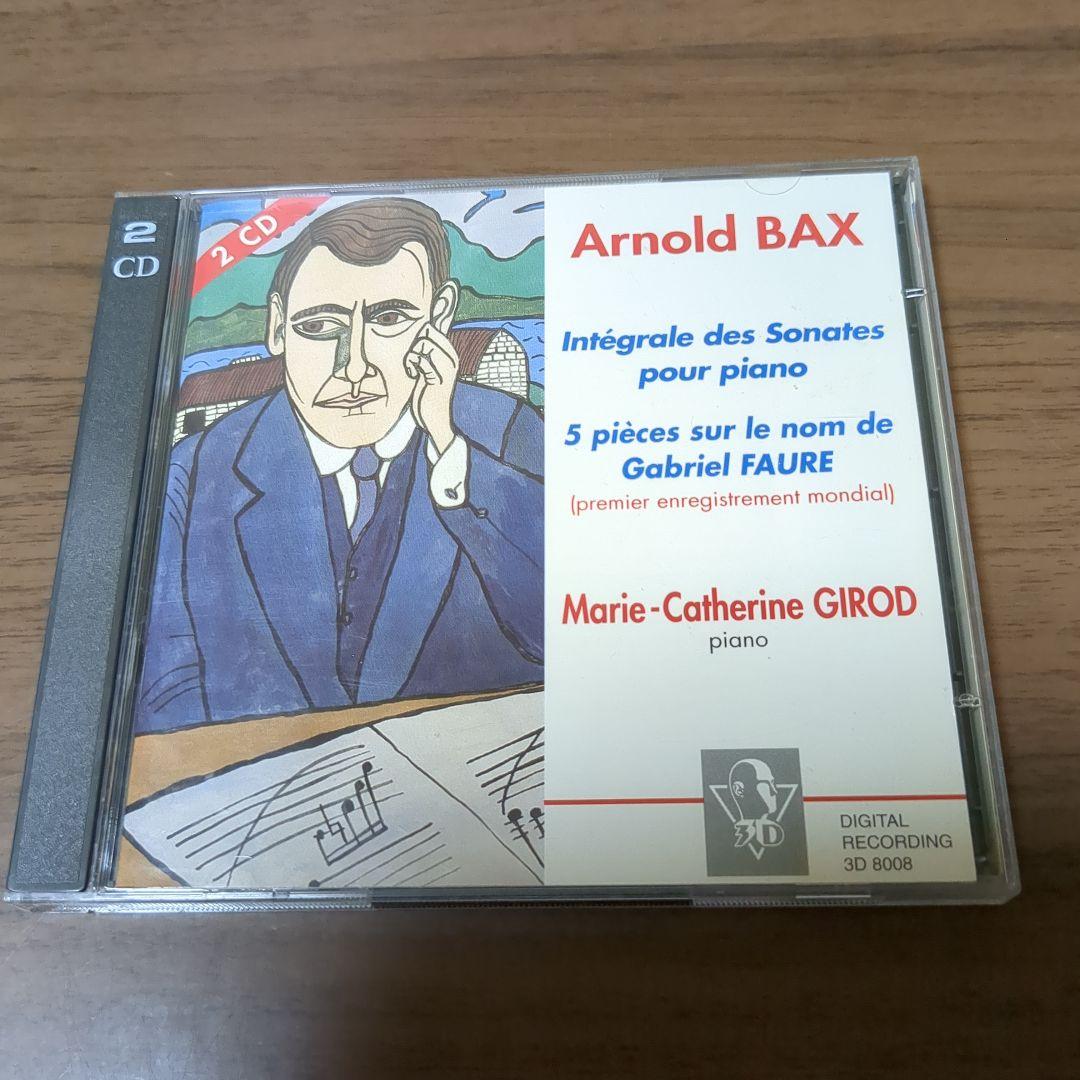 2
CD
2 CD
Arnold BAX
Intégrale des Sonates
pour piano
5 pièces sur le nom de
Gabriel FAURE
(premier enregistrement mondial)
Marie-Catherine GIROD
piano
3D
DIGITAL
RECORDING
3D 8008